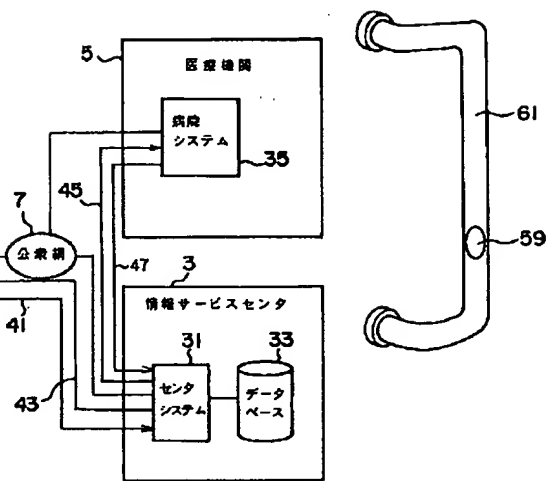 5
医療機関
病院
システム
35
61
45
7
公衆網
47
59
3
情報サービスセンタ
41
31
33
センタ
システム
データ
ベース
43